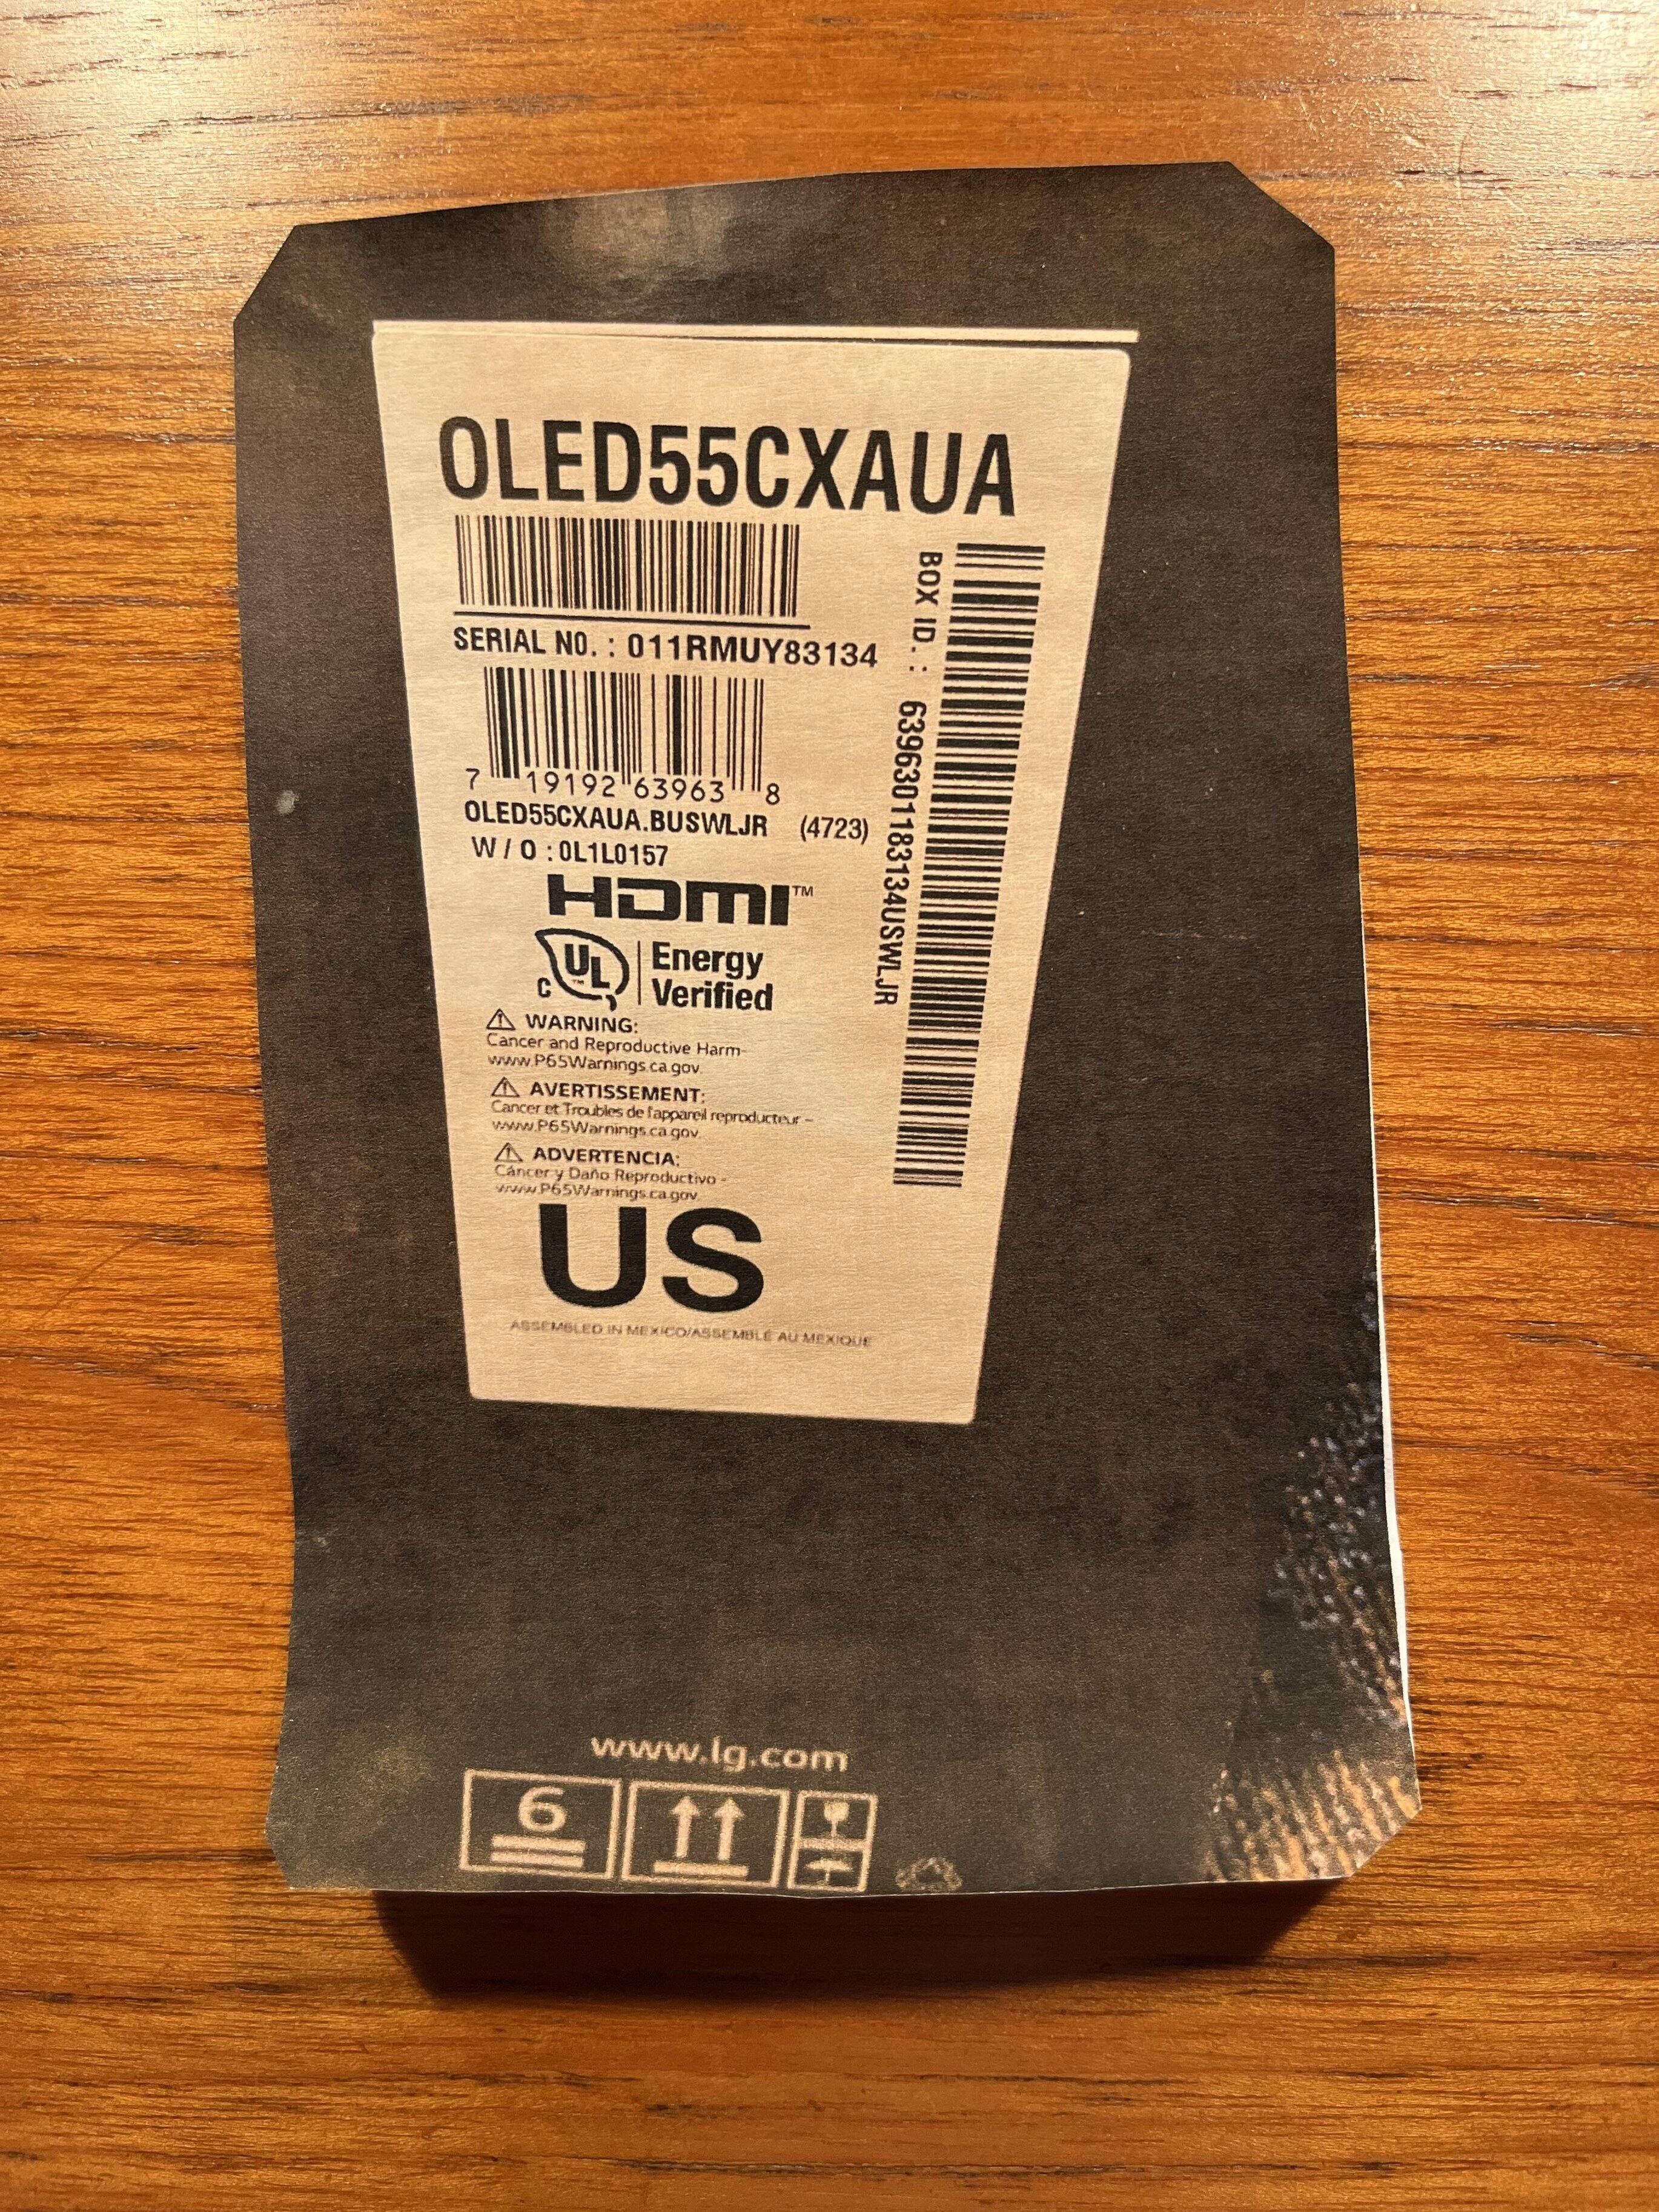 OLED55CXAUA
SERIAL NO. : 011RMUY83134
BOX ID. : 6396301183134USWLJR
7 19192 63963 8
OLED55CXAUA.BUSWLJR (4723)
W / O : 0L1L0157
HDMI™
C UL™ Energy
Verified
⚠ WARNING:
Cancer and Reproductive Harm-
www.P65Warnings.ca.gov.
⚠ AVERTISSEMENT:
Cancer et Troubles de l'appareil reproducteur –
www.P65Warnings.ca.gov.
⚠ ADVERTENCIA:
Cáncer y Daño Reproductivo -
www.P65Warnings.ca.gov.
US
ASSEMBLED IN MEXICO/ASSEMBLÉ AU MEXIQUE
www.lg.com
6